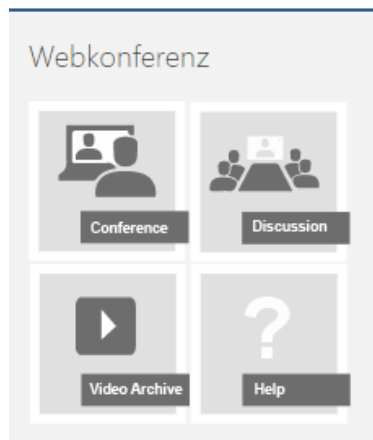 Webkonferenz
Conference
Discussion
Video Archive
?
Help